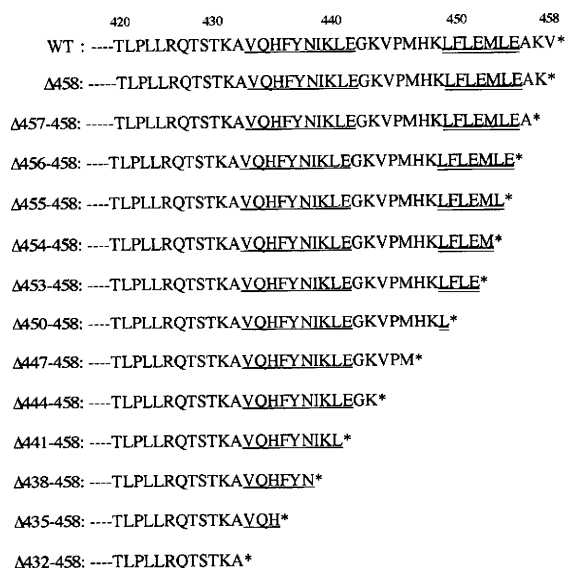 420 430 440 450 458
WT : ----TLPLLRQTSTKAVQHFYNIKLEGKVPMHKLFLEMLEAKV*
Δ458: -----TLPLLRQTSTKAVQHFYNIKLEGKVPMHKLFLEMLEAK*
Δ457-458: -----TLPLLRQTSTKAVQHFYNIKLEGKVPMHKLFLEMLEA*
Δ456-458: ----TLPLLRQTSTKAVQHFYNIKLEGKVPMHKLFLEMLE*
Δ455-458: ----TLPLLRQTSTKAVQHFYNIKLEGKVPMHKLFLEML*
Δ454-458: ----TLPLLRQTSTKAVQHFYNIKLEGKVPMHKLFLEM*
Δ453-458: ----TLPLLRQTSTKAVQHFYNIKLEGKVPMHKLFLE*
Δ450-458: ----TLPLLRQTSTKAVQHFYNIKLEGKVPMHKL*
Δ447-458: ----TLPLLRQTSTKAVQHFYNIKLEGKVPM*
Δ444-458: ----TLPLLRQTSTKAVQHFYNIKLEGK*
Δ441-458: ----TLPLLRQTSTKAVQHFYNIKL*
Δ438-458: ----TLPLLRQTSTKAVQHFYN*
Δ435-458: ----TLPLLRQTSTKAVQH*
Δ432-458: ----TLPLLRQTSTKA*